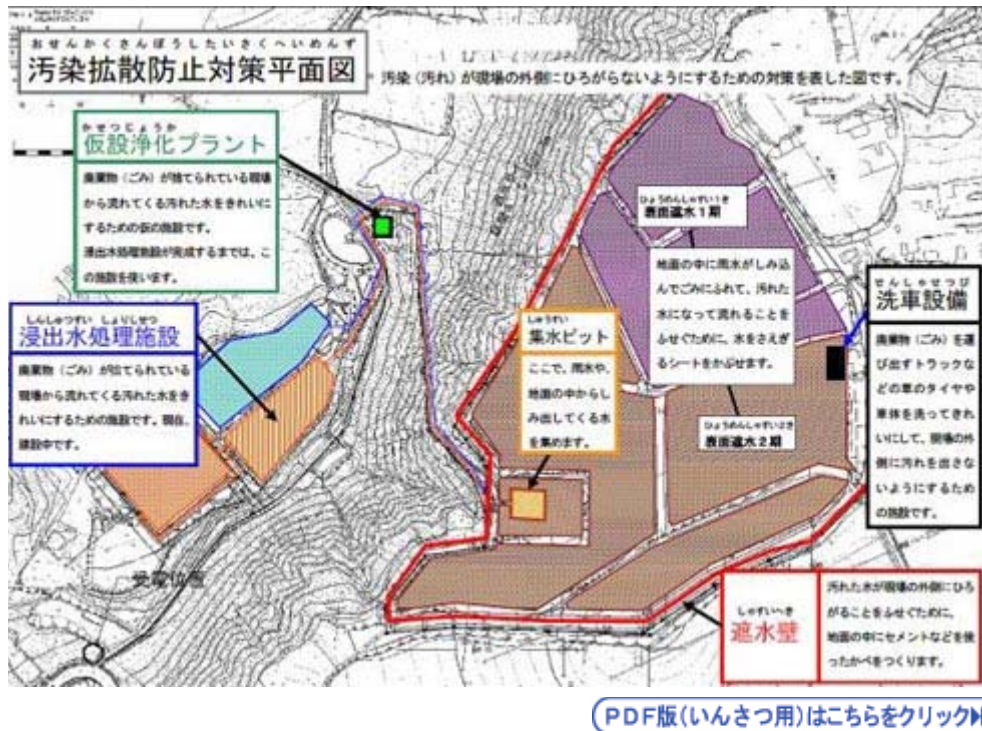 おせんかくさんぼうしたいさくへいめんず
汚染拡散防止対策平面図
汚染(汚れ)が現場の外側にひろがらないようにするための対策を表した図です。
かせつじょうか
仮設浄化プラント
廃棄物(ごみ)が捨てられている現場
から流れてくる汚れた水をきれいに
するための仮の施設です。
浸出水処理施設が完成するまでは、こ
の施設を使います。
しんしゅつすい しょりしせつ
浸出水処理施設
廃棄物(ごみ)が捨てられている
現場から流れてくる汚れた水をき
れいにするための施設です。現在、
建設中です。
ひょうめんしゃすい1き
表面遮水1期
地面の中に雨水がしみ込
んでごみにふれて、汚れた
水になって流れることを
ふせぐために、水をさえぎ
るシートをかぶせます。
ひょうめんしゃすい2き
表面遮水2期
しゅうすい
集水ピット
ここで、雨水や、
地面の中からし
み出してくる水
を集めます。
せんしゃせつび
洗車設備
廃棄物(ごみ)を運
び出すトラックな
どの車のタイヤや
車体を洗ってきれ
いにして、現場の外
側に汚れを出さな
いようにするため
の施設です。
しゃすいへき
遮水壁
汚れた水が現場の外側にひろ
がることをふせぐために、
地面の中にセメントなどを使
ったかべをつくります。
受電位置
PDF版(いんさつ用)はこちらをクリック